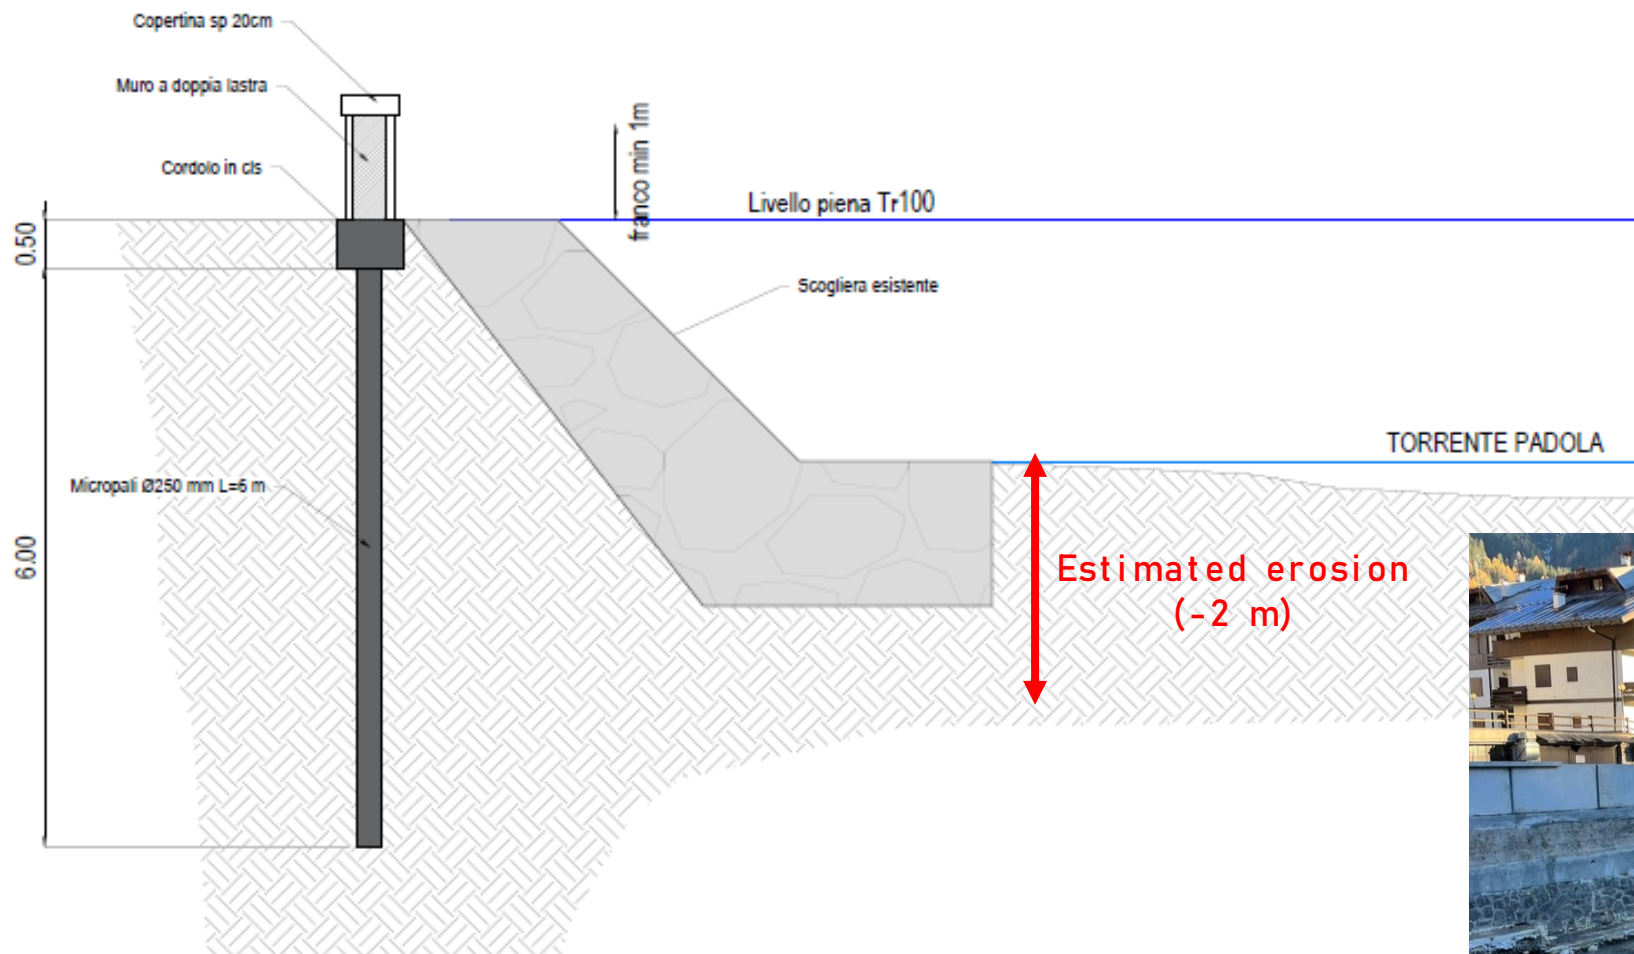 Copertina sp 20cm
Muro a doppia lastra
Cordolo in cls
franco min 1m
Livello piena Tr100
0.50
Scogliera esistente
TORRENTE PADOLA
Micropali Ø250 mm L=6 m
6.00
Estimated erosion
(-2 m)